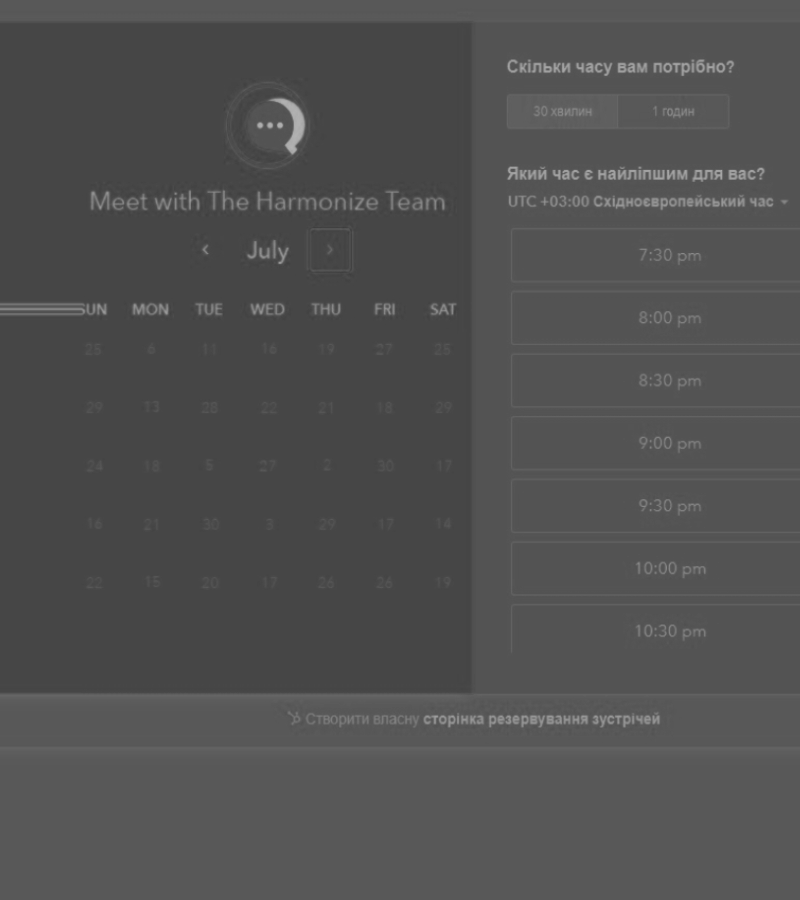 Meet with The Harmonize Team
July
SUN MON TUE WED THU FRI SAT
25 6 11 16 19 27 25
29 13 28 22 21 18 29
24 18 5 27 2 30 17
16 21 30 3 29 17 14
22 15 20 17 26 26 19
Скільки часу вам потрібно?
30 хвилин 1 годин
Який час є найліпшим для вас?
UTC +03:00 Східноєвропейський час
7:30 pm
8:00 pm
8:30 pm
9:00 pm
9:30 pm
10:00 pm
10:30 pm
Створити власну сторінка резервування зустрічей